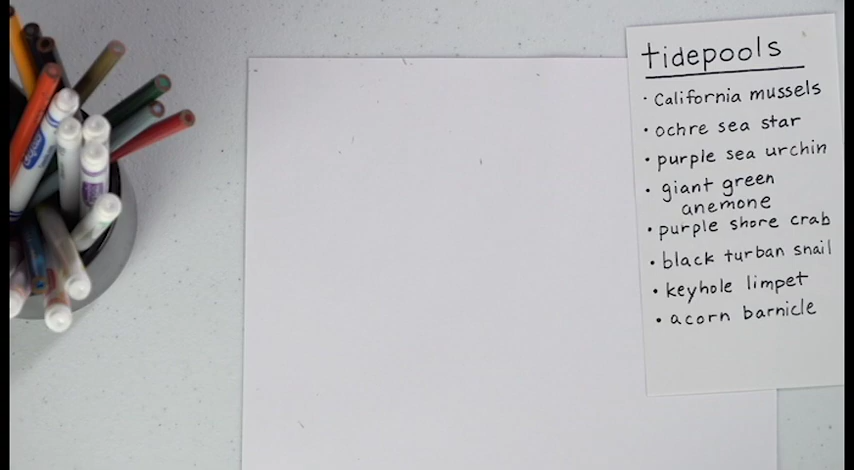 tidepools
· California mussels
· ochre sea star
· purple sea urchin
· giant green
anemone
· purple shore crab
· black turban snail
· keyhole limpet
· acorn barnicle